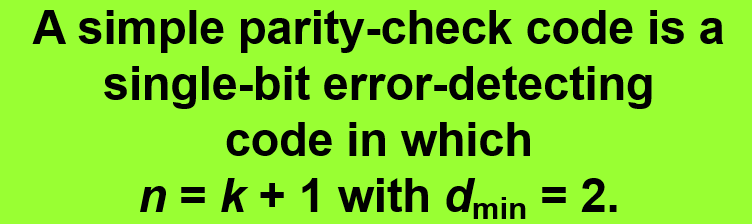 A simple parity-check code is a
single-bit error-detecting
code in which
n = k + 1 with dmin = 2.